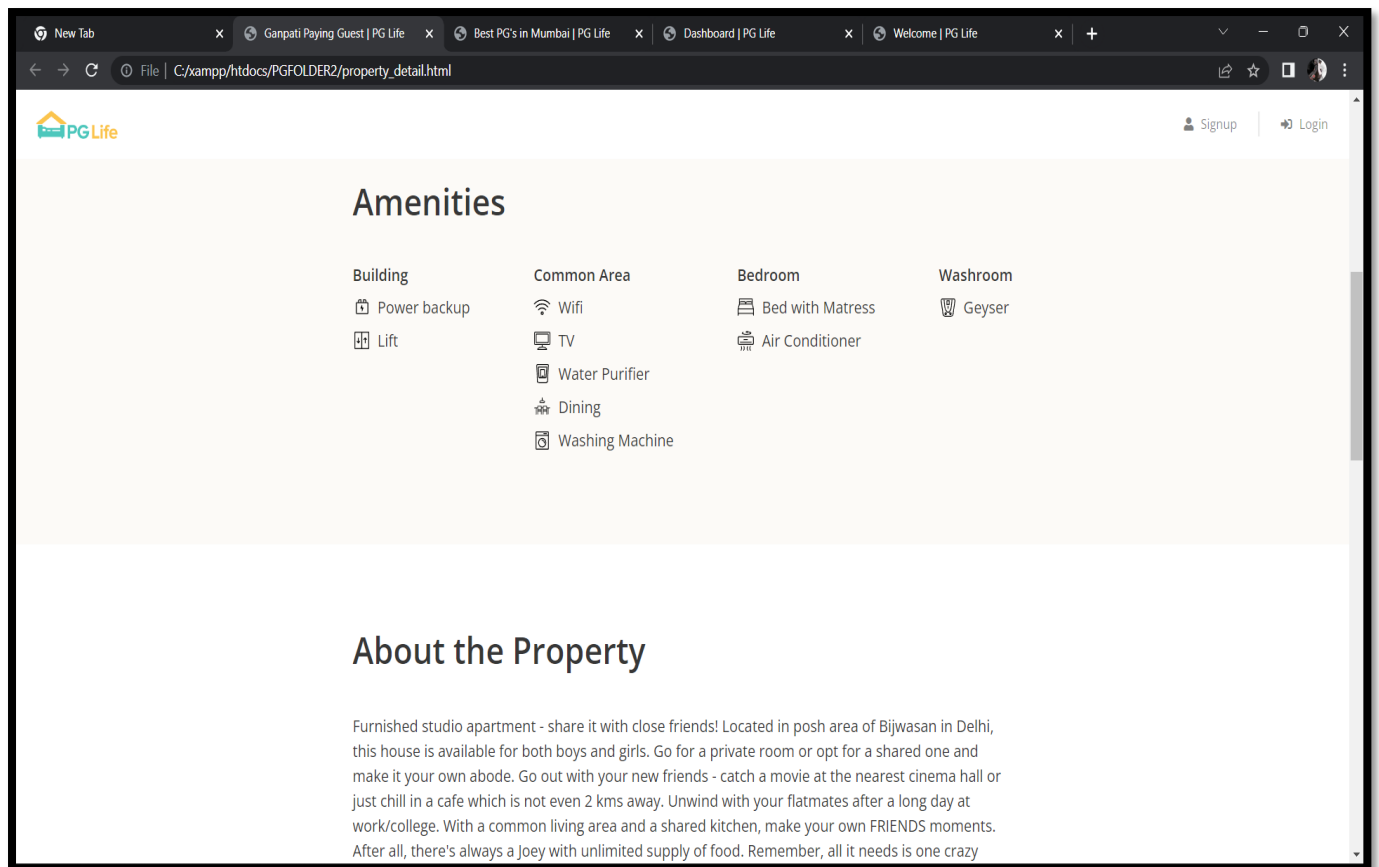 New Tab
Ganpati Paying Guest | PG Life
Best PG's in Mumbai | PG Life
Dashboard | PG Life
Welcome | PG Life
File | C:/xampp/htdocs/PGFOLDER2/property_detail.html
PG Life
Signup
Login
Amenities
Building
Power backup
Lift
Common Area
Wifi
TV
Water Purifier
Dining
Washing Machine
Bedroom
Bed with Matress
Air Conditioner
Washroom
Geyser
About the Property
Furnished studio apartment - share it with close friends! Located in posh area of Bijwasan in Delhi,
this house is available for both boys and girls. Go for a private room or opt for a shared one and
make it your own abode. Go out with your new friends - catch a movie at the nearest cinema hall or
just chill in a cafe which is not even 2 kms away. Unwind with your flatmates after a long day at
work/college. With a common living area and a shared kitchen, make your own FRIENDS moments.
After all, there's always a Joey with unlimited supply of food. Remember, all it needs is one crazy